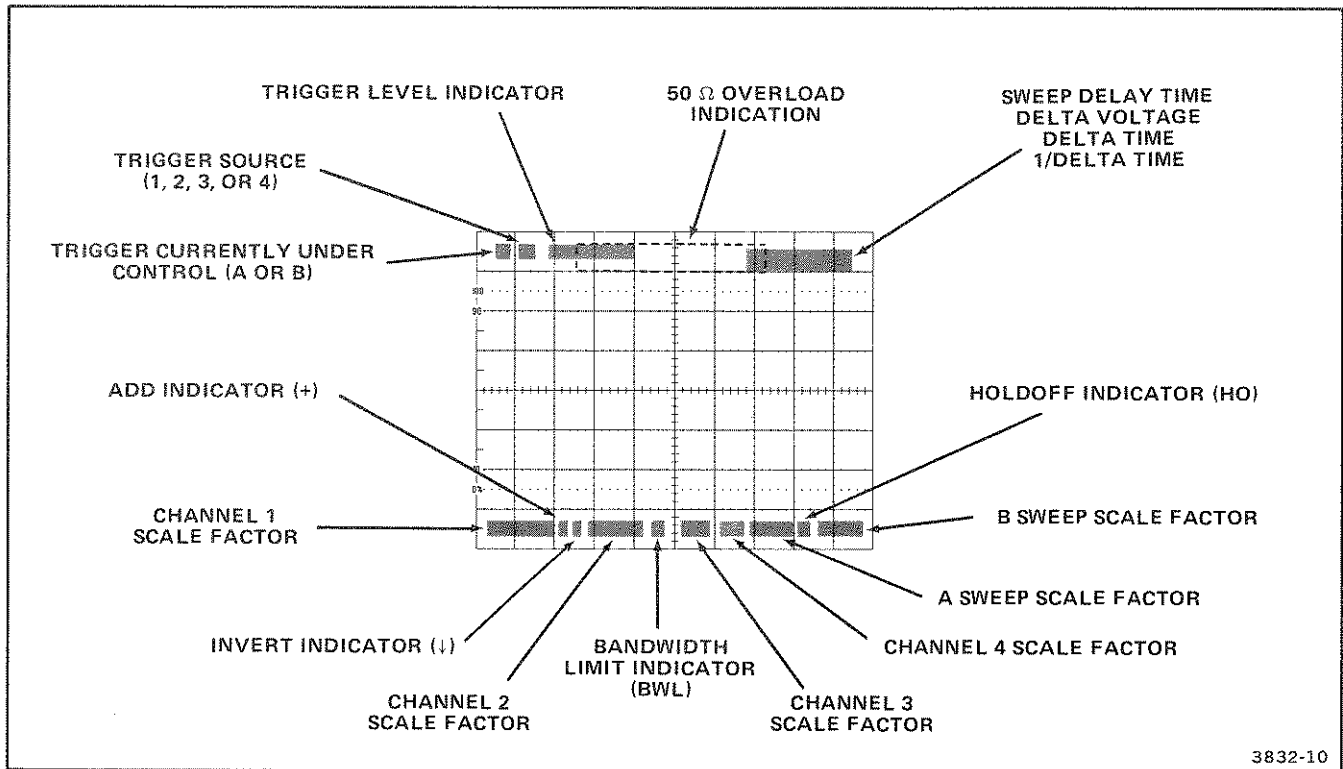 TRIGGER LEVEL INDICATOR
50 Ω OVERLOAD
INDICATION
SWEEP DELAY TIME
DELTA VOLTAGE
DELTA TIME
1/DELTA TIME
TRIGGER SOURCE
(1, 2, 3, OR 4)
TRIGGER CURRENTLY UNDER
CONTROL (A OR B)
100
90
ADD INDICATOR (+)
HOLDOFF INDICATOR (HO)
0%
CHANNEL 1
SCALE FACTOR
B SWEEP SCALE FACTOR
A SWEEP SCALE FACTOR
INVERT INDICATOR (↓)
BANDWIDTH
LIMIT INDICATOR
(BWL)
CHANNEL 4 SCALE FACTOR
CHANNEL 2
SCALE FACTOR
CHANNEL 3
SCALE FACTOR
3832-10